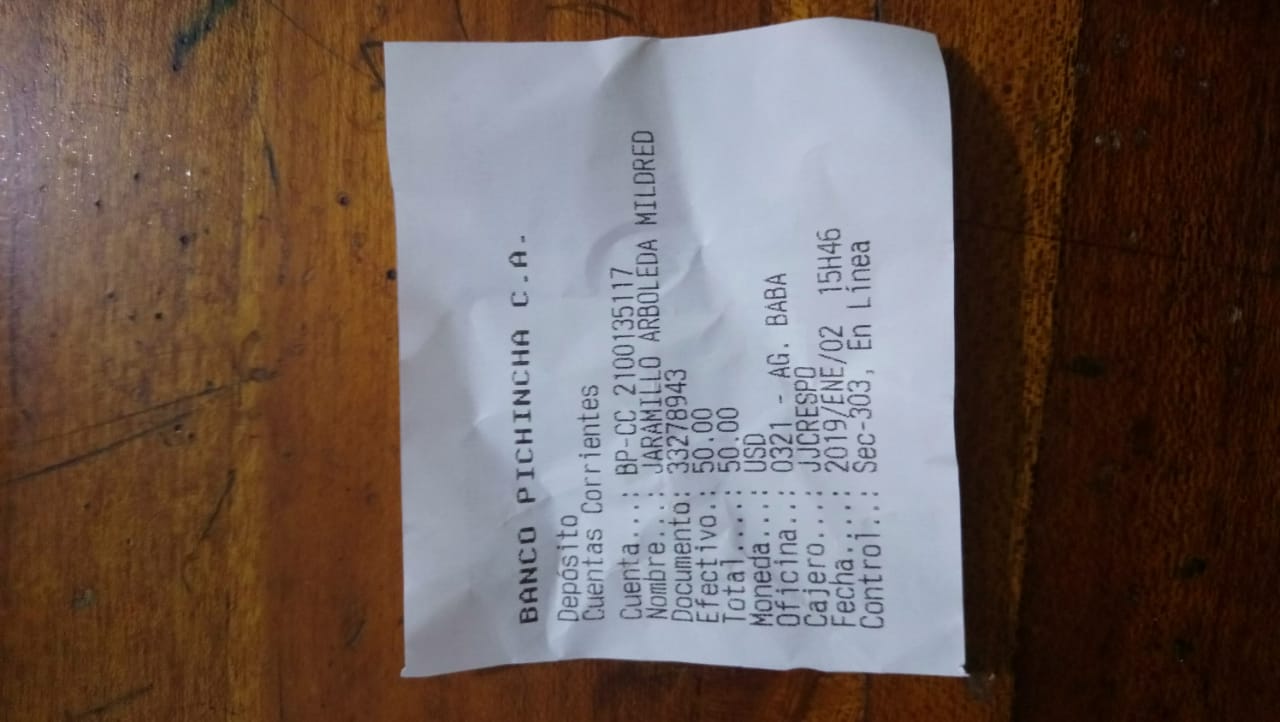 BANCO PICHINCHA C.A.
Depósito
Cuentas Corrientes
Cuenta...: BP-CC 2100135117
Nombre...: JARAMILLO ARBOLEDA MILDRED
Documento: 33278943
Efectivo.: 50.00
Total....: 50.00
Moneda...: USD
Oficina..: 0321 - AG. BABA
Cajero...: JJCRESPO
Fecha....: 2019/ENE/02 15H46
Control..: Sec-303, En Línea